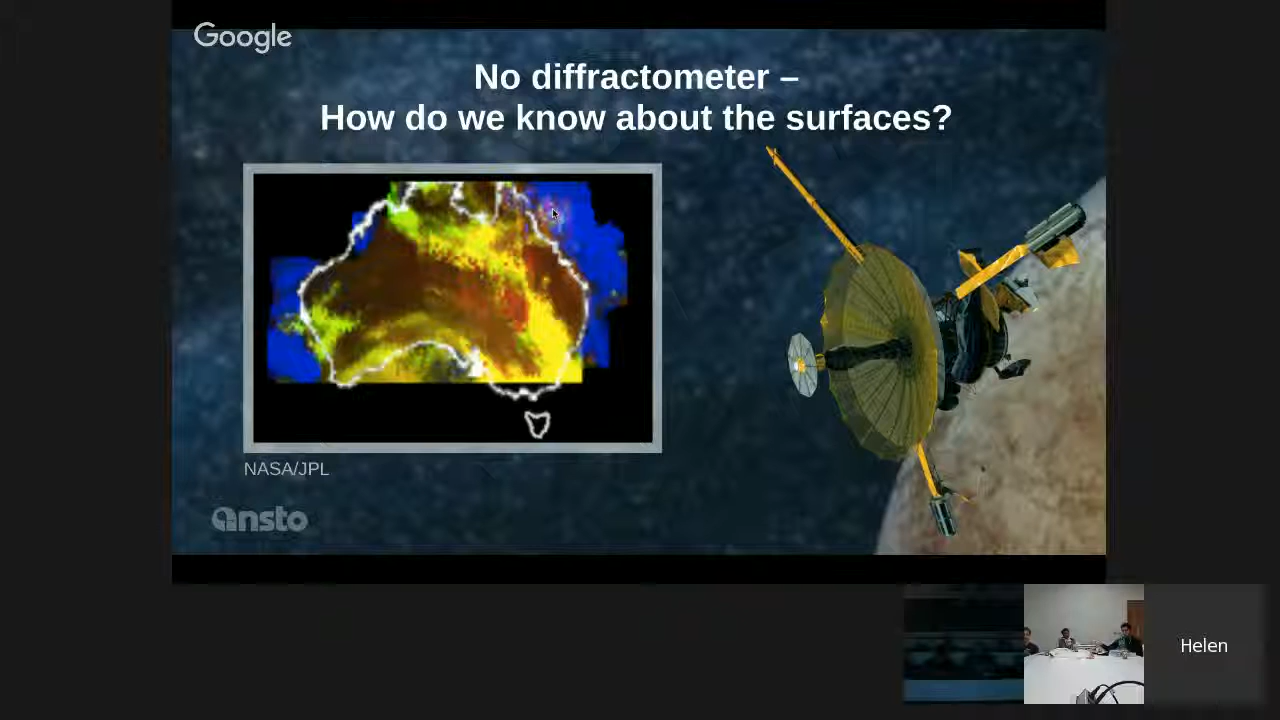 Google
No diffractometer –
How do we know about the surfaces?
NASA/JPL
ansto
Helen